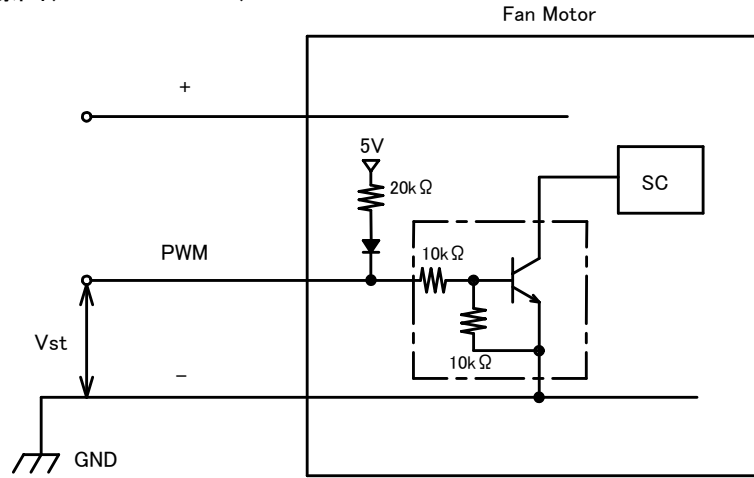 Fan Motor
+
5V
20kΩ
SC
PWM
10kΩ
Vst
10kΩ
−
GND